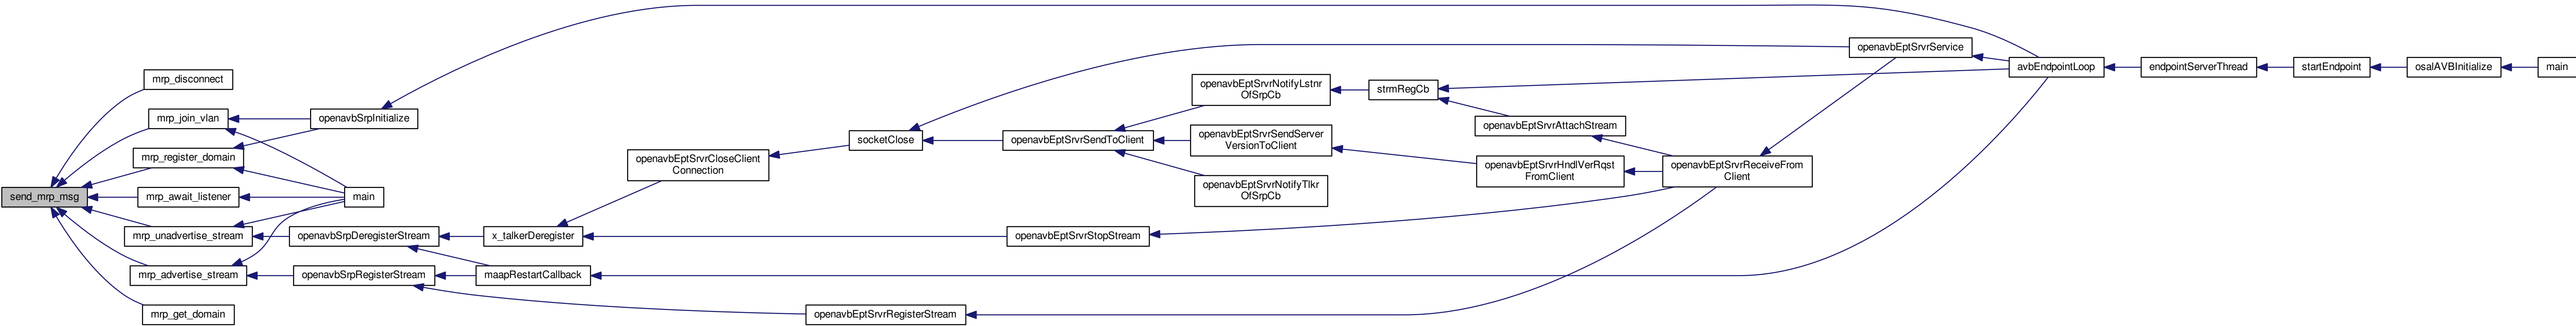 send_mrp_msg
mrp_disconnect
mrp_join_vlan
mrp_register_domain
mrp_await_listener
mrp_unadvertise_stream
mrp_advertise_stream
mrp_get_domain
openavbSrpInitialize
main
openavbSrpDeregisterStream
openavbSrpRegisterStream
x_talkerDeregister
maapRestartCallback
openavbEptSrvrCloseClient
Connection
openavbEptSrvrRegisterStream
socketClose
openavbEptSrvrSendToClient
openavbEptSrvrStopStream
openavbEptSrvrNotifyLstnr
OfSrpCb
openavbEptSrvrSendServer
VersionToClient
openavbEptSrvrNotifyTlkr
OfSrpCb
strmRegCb
openavbEptSrvrAttachStream
openavbEptSrvrHndlVerRqst
FromClient
openavbEptSrvrReceiveFrom
Client
openavbEptSrvrService
avbEndpointLoop
endpointServerThread
startEndpoint
osalAVBInitialize
main